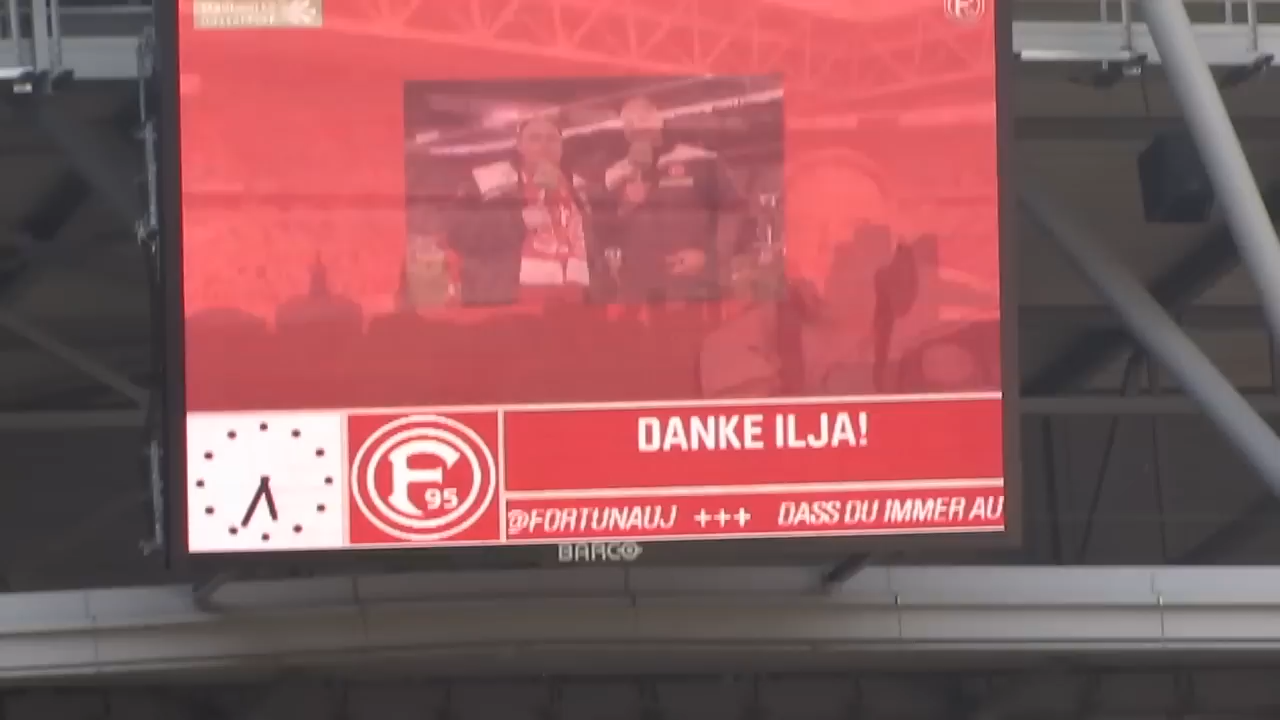 F
F
95
DANKE ILJA!
@FORTUNAUJ +++ DASS DU IMMER AU
BARCO